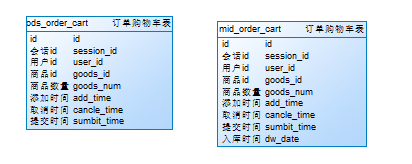 ods_order_cart 订单购物车表
id id
会话id session_id
用户id user_id
商品id goods_id
商品数量 goods_num
添加时间 add_time
取消时间 cancle_time
提交时间 sumbit_time
mid_order_cart 订单购物车表
id id
会话id session_id
用户id user_id
商品id goods_id
商品数量 goods_num
添加时间 add_time
取消时间 cancle_time
提交时间 sumbit_time
入库时间 dw_date